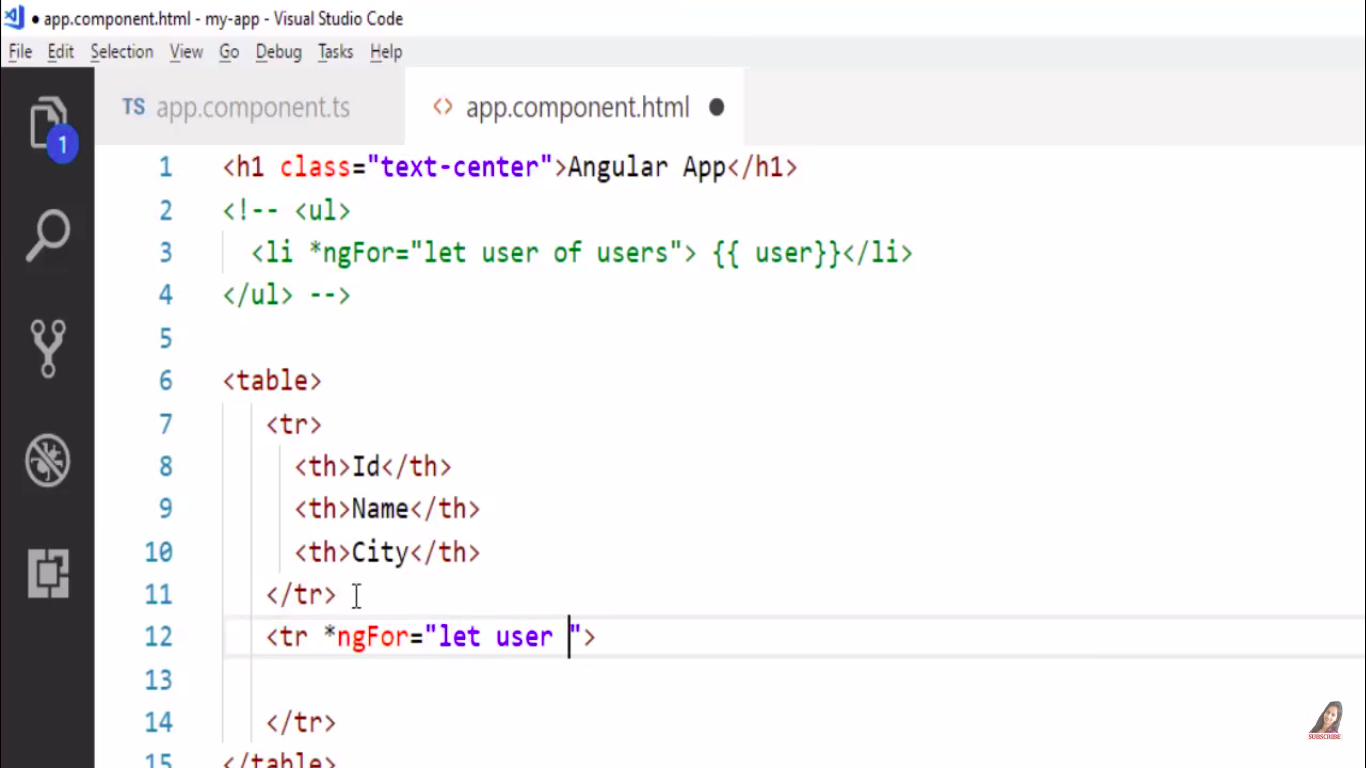 app.component.html - my-app - Visual Studio Code
File Edit Selection View Go Debug Tasks Help
TS app.component.ts <> app.component.html
1
1 <h1 class="text-center">Angular App</h1>
2 <!-- <ul>
3 <li *ngFor="let user of users"> {{ user}}</li>
4 </ul> -->
5
6 <table>
7 <tr>
8 <th>Id</th>
9 <th>Name</th>
10 <th>City</th>
11 </tr>
12 <tr *ngFor="let user ">
13
14 </tr>
15 </table>
SUBSCRIBE